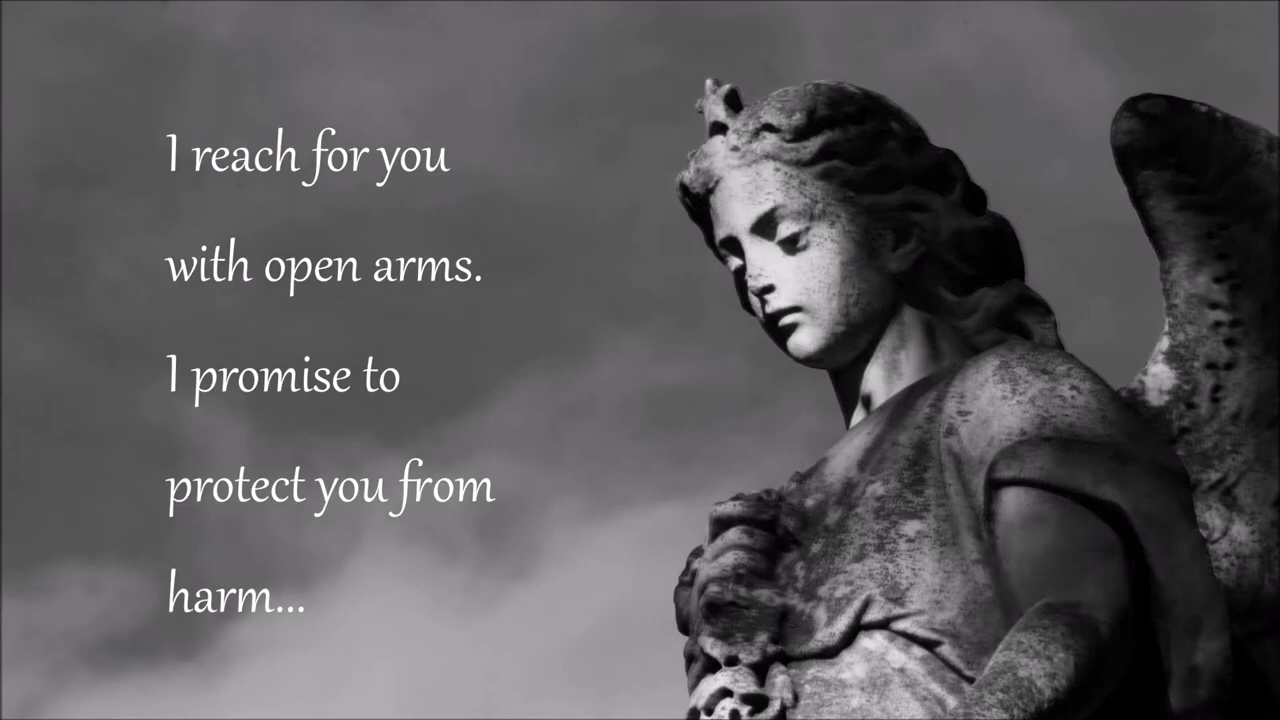 I reach for you
with open arms.
I promise to
protect you from
harm...